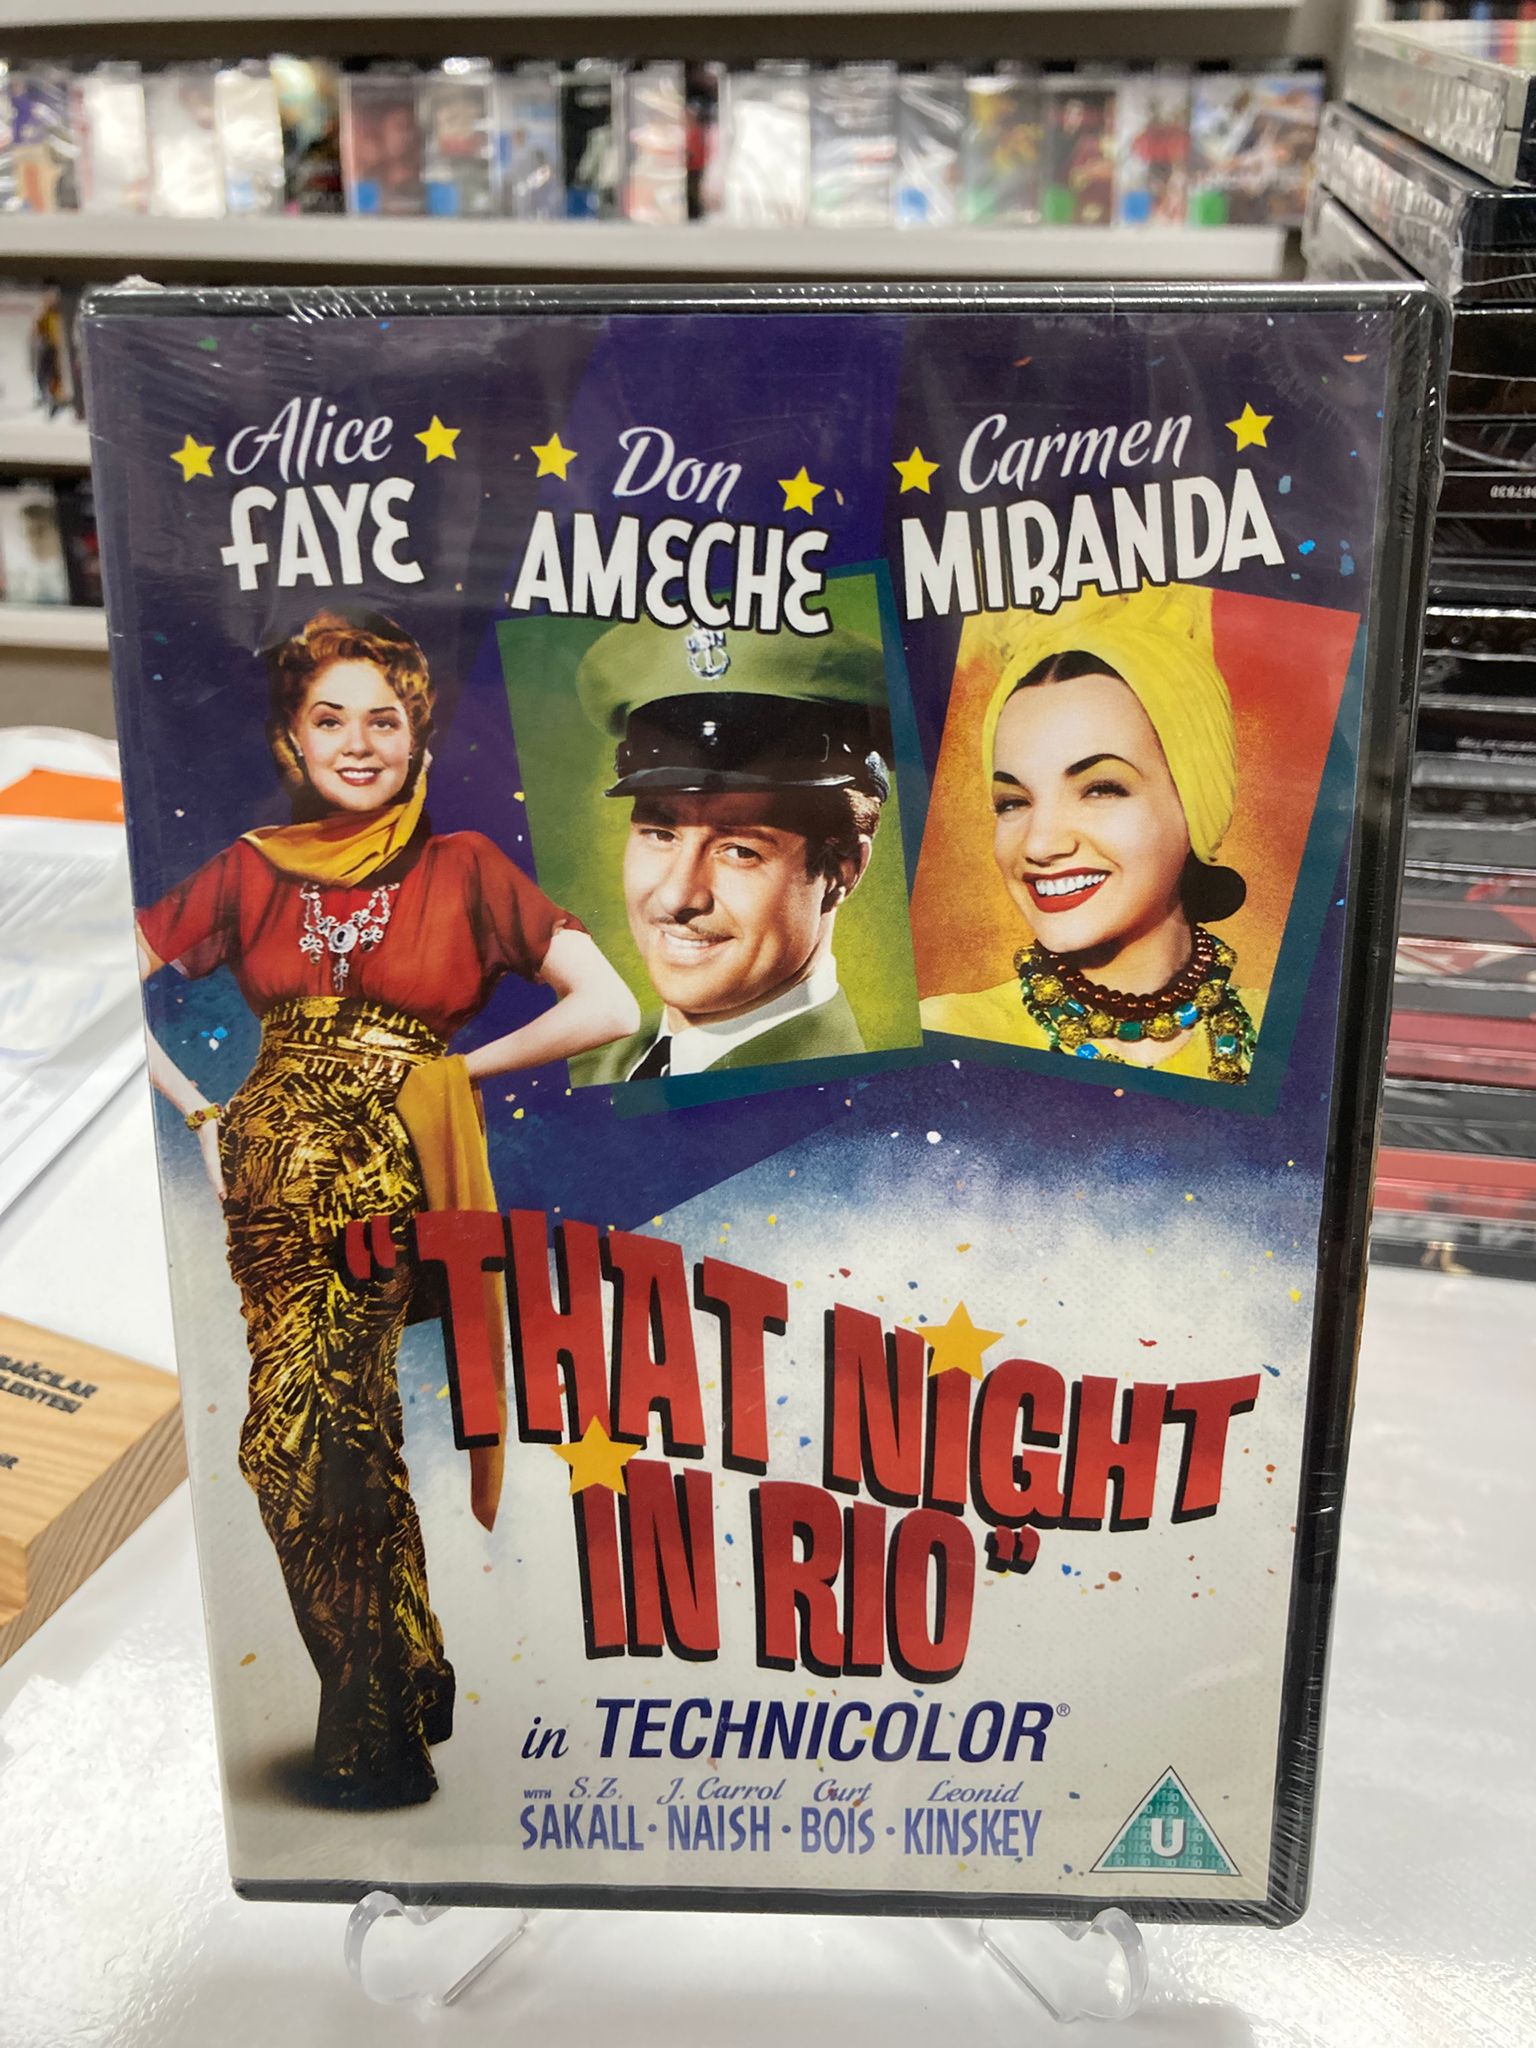 Alice
FAYE
Don
AMECHE
Carmen
MIRANDA
USN
"THAT NIGHT
IN RIO"
in TECHNICOLOR®
WITH S.Z. J. Carrol Curt Leonid
SAKALL · NAISH · BOIS · KINSKEY
U